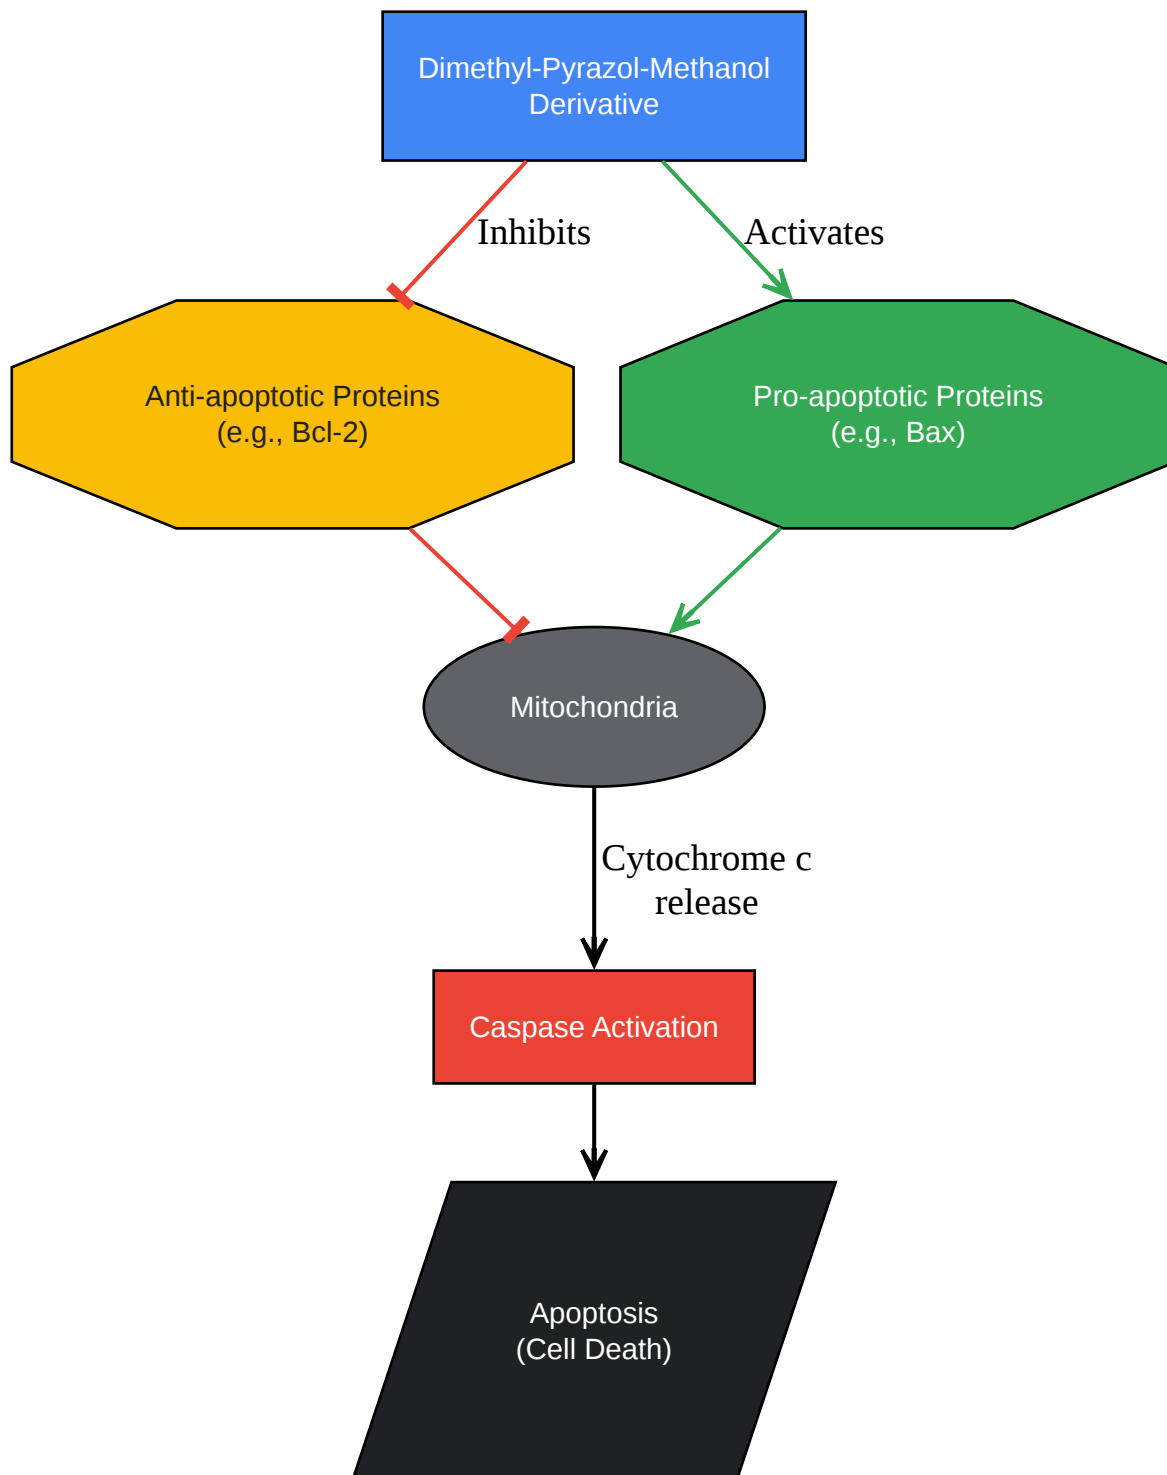 Dimethyl-Pyrazol-Methanol
Derivative
Inhibits
Activates
Anti-apoptotic Proteins
(e.g., Bcl-2)
Pro-apoptotic Proteins
(e.g., Bax)
Mitochondria
Cytochrome c
release
Caspase Activation
Apoptosis
(Cell Death)